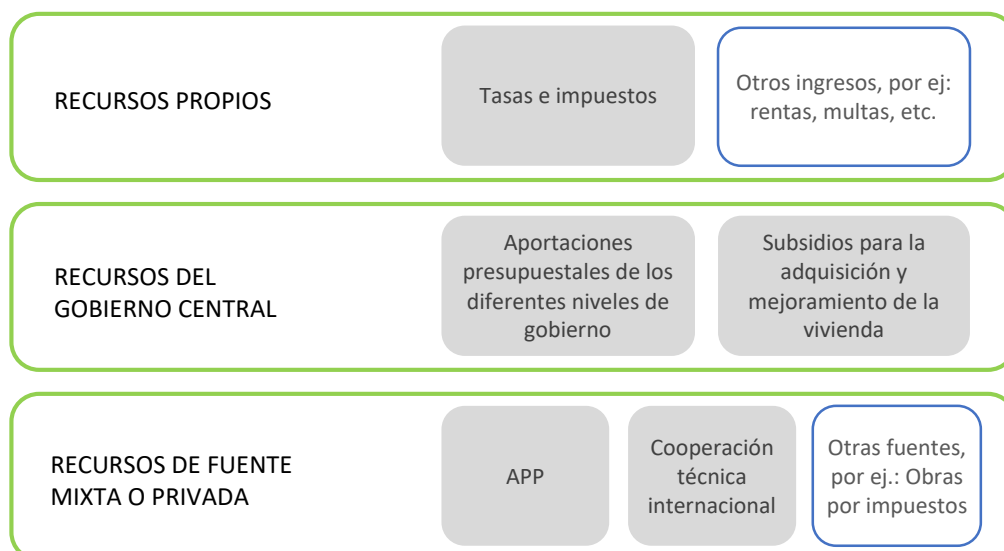 RECURSOS PROPIOS
Tasas e impuestos
Otros ingresos, por ej:
rentas, multas, etc.
RECURSOS DEL
GOBIERNO CENTRAL
Aportaciones
presupuestales de los
diferentes niveles de
gobierno
Subsidios para la
adquisición y
mejoramiento de la
vivienda
RECURSOS DE FUENTE
MIXTA O PRIVADA
APP
Cooperación
técnica
internacional
Otras fuentes,
por ej.: Obras
por impuestos